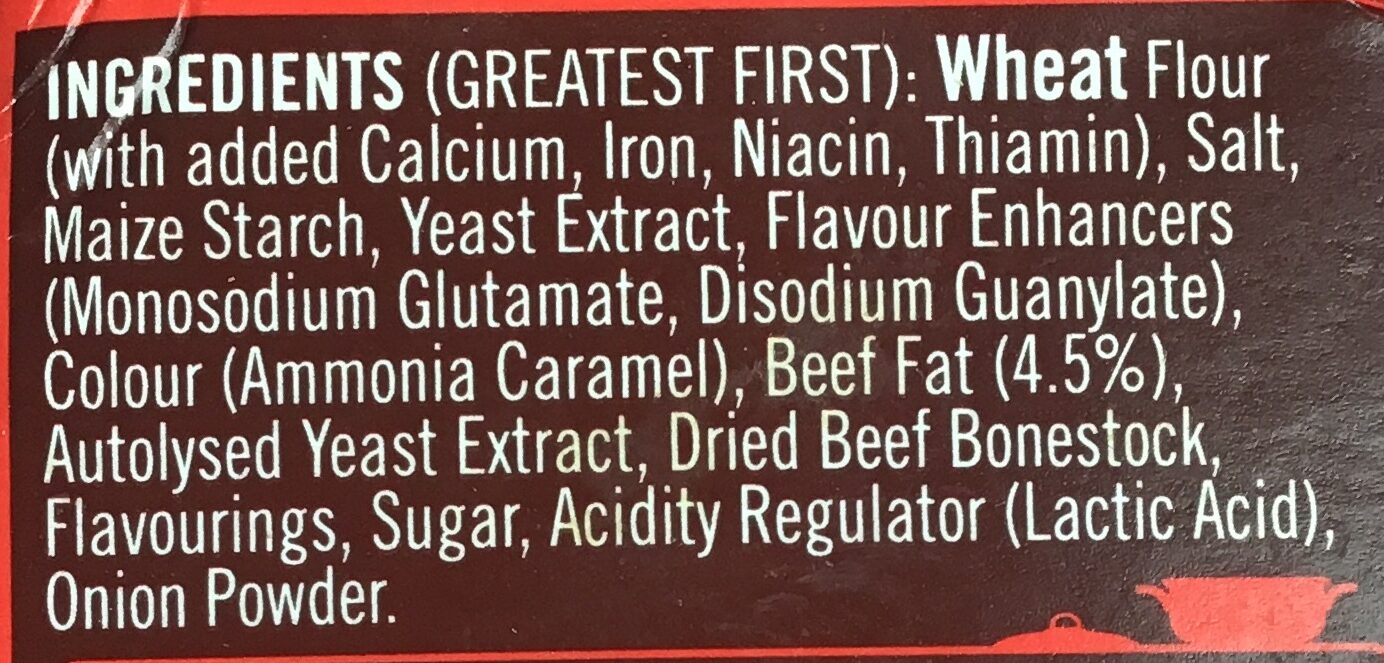 INGREDIENTS (GREATEST FIRST): Wheat Flour
(with added Calcium, Iron, Niacin, Thiamin), Salt,
Maize Starch, Yeast Extract, Flavour Enhancers
(Monosodium Glutamate, Disodium Guanylate),
Colour (Ammonia Caramel), Beef Fat (4.5%),
Autolysed Yeast Extract, Dried Beef Bonestock,
Flavourings, Sugar, Acidity Regulator (Lactic Acid),
Onion Powder.